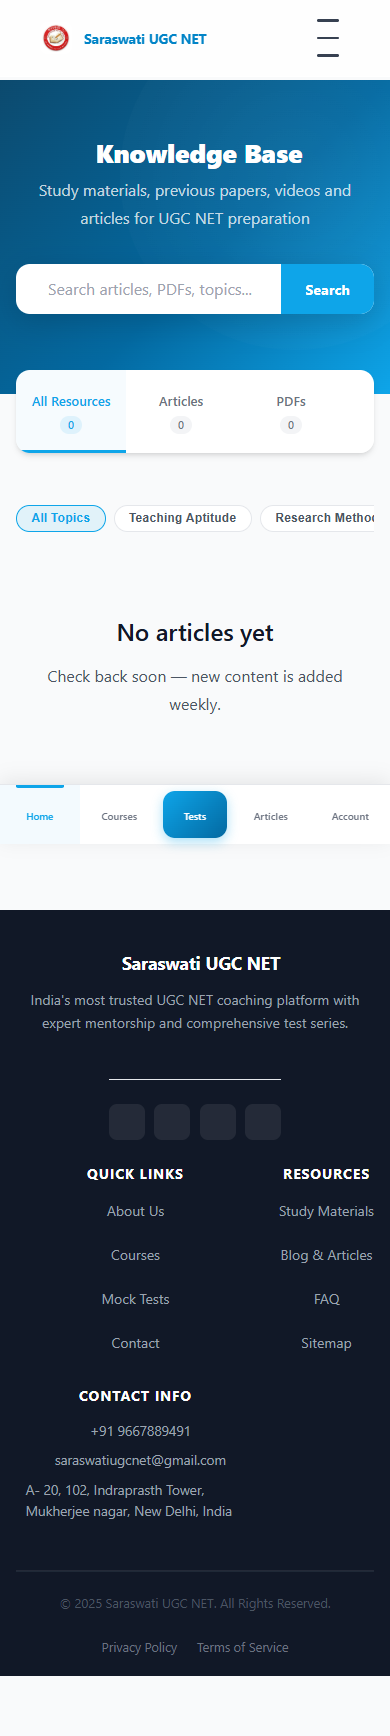 Saraswati UGC NET
Knowledge Base
Study materials, previous papers, videos and
articles for UGC NET preparation
Search articles, PDFs, topics...
Search
All Resources
Articles
PDFs
0
0
0
All Topics
Teaching Aptitude
Research Metho
No articles yet
Check back soon — new content is added
weekly.
Home
Courses
Tests
Articles
Account
Saraswati UGC NET
India's most trusted UGC NET coaching platform with
expert mentorship and comprehensive test series.
QUICK LINKS
About Us
Courses
Mock Tests
Contact
RESOURCES
Study Materials
Blog & Articles
FAQ
Sitemap
CONTACT INFO
+91 9667889491
saraswatiugcnet@gmail.com
A- 20, 102, Indraprasth Tower,
Mukherjee nagar, New Delhi, India
© 2025 Saraswati UGC NET. All Rights Reserved.
Privacy Policy
Terms of Service